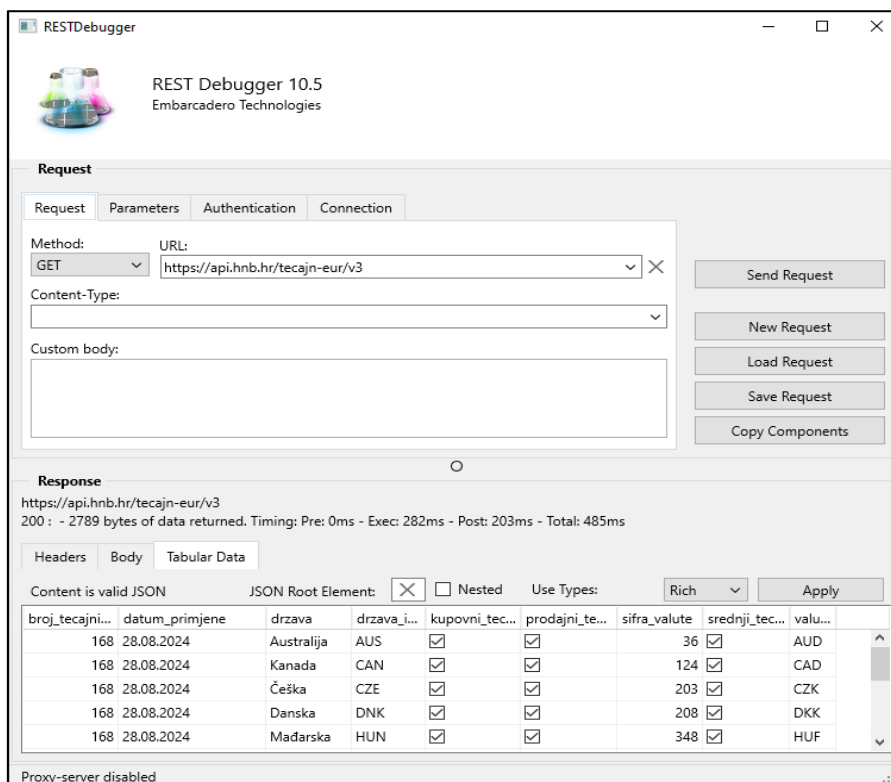 RESTDebugger
REST Debugger 10.5
Embarcadero Technologies
Request
Request Parameters Authentication Connection
Method: URL:
GET https://api.hnb.hr/tecajn-eur/v3
Send Request
Content-Type:
New Request
Custom body:
Load Request
Save Request
Copy Components
Response
https://api.hnb.hr/tecajn-eur/v3
200 : - 2789 bytes of data returned. Timing: Pre: 0ms - Exec: 282ms - Post: 203ms - Total: 485ms
Headers Body Tabular Data
Content is valid JSON JSON Root Element: Nested Use Types: Rich Apply
broj_tecajni... datum_primjene drzava drzava_i... kupovni_tec... prodajni_te... sifra_valute srednji_tec... valu...
168 28.08.2024 Australija AUS 36 AUD
168 28.08.2024 Kanada CAN 124 CAD
168 28.08.2024 Češka CZE 203 CZK
168 28.08.2024 Danska DNK 208 DKK
168 28.08.2024 Mađarska HUN 348 HUF
Proxy-server disabled